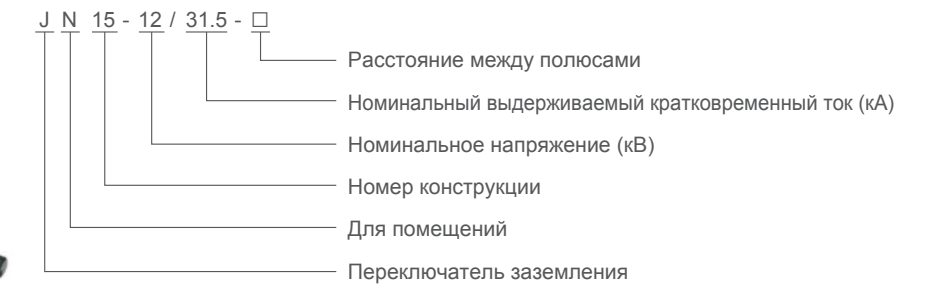 J N 15 - 12 / 31.5 - □
Расстояние между полюсами
Номинальный выдерживаемый кратковременный ток (кА)
Номинальное напряжение (кВ)
Номер конструкции
Для помещений
Переключатель заземления